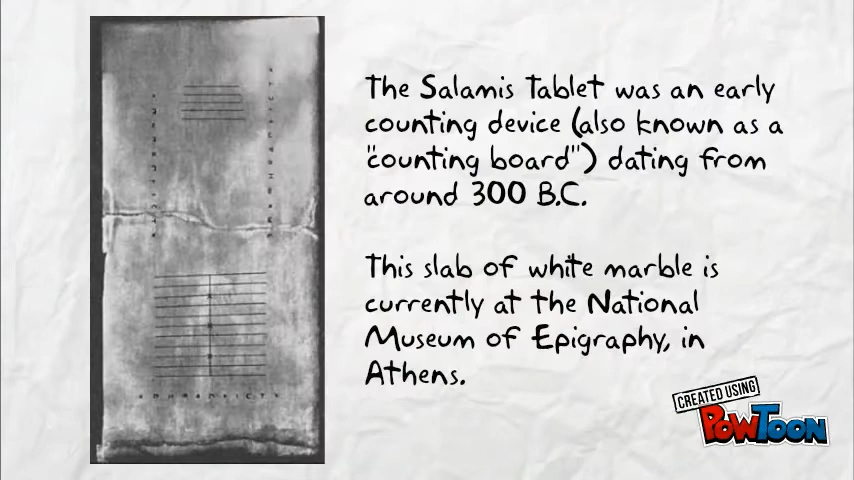 The Salamis Tablet was an early
counting device (also known as a
"counting board") dating from
around 300 B.C.
This slab of white marble is
currently at the National
Museum of Epigraphy, in
Athens.
CREATED USING
POWTOON